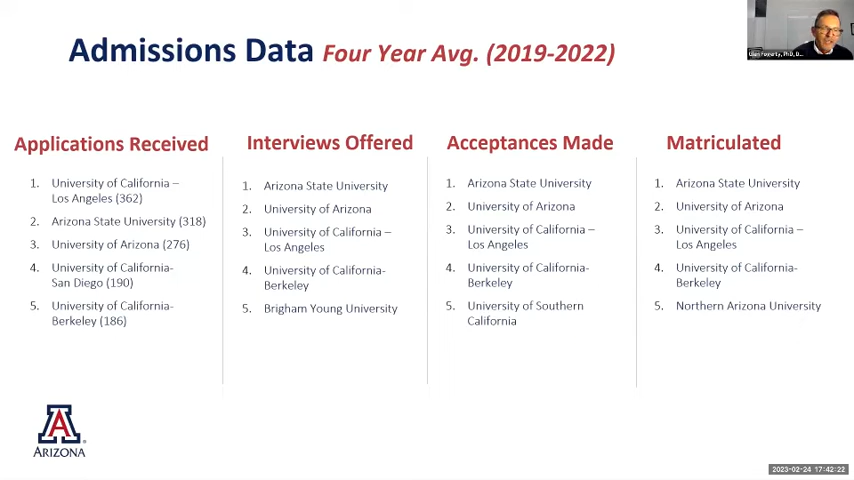 Admissions Data Four Year Avg. (2019-2022)
Applications Received
1. University of California –
Los Angeles (362)
2. Arizona State University (318)
3. University of Arizona (276)
4. University of California-
San Diego (190)
5. University of California-
Berkeley (186)
Interviews Offered
1. Arizona State University
2. University of Arizona
3. University of California –
Los Angeles
4. University of California-
Berkeley
5. Brigham Young University
Acceptances Made
1. Arizona State University
2. University of Arizona
3. University of California –
Los Angeles
4. University of California-
Berkeley
5. University of Southern
California
Matriculated
1. Arizona State University
2. University of Arizona
3. University of California –
Los Angeles
4. University of California-
Berkeley
5. Northern Arizona University
A
ARIZONA
®
Fogerty, PhD, D...
2023-02-24 17:42:22